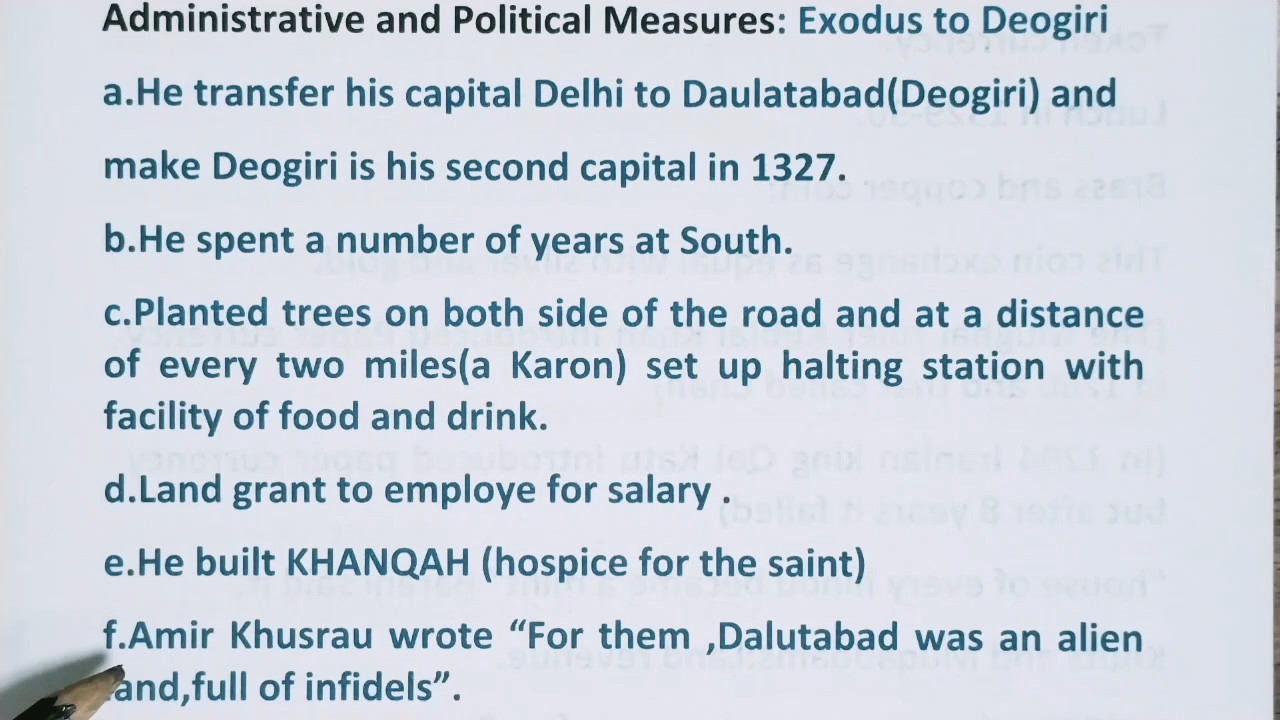 Administrative and Political Measures: Exodus to Deogiri
a.He transfer his capital Delhi to Daulatabad(Deogiri) and
make Deogiri is his second capital in 1327.
b.He spent a number of years at South.
c.Planted trees on both side of the road and at a distance
of every two miles(a Karon) set up halting station with
facility of food and drink.
d.Land grant to employe for salary .
e.He built KHANQAH (hospice for the saint)
f.Amir Khusrau wrote “For them ,Dalutabad was an alien
land,full of infidels”.